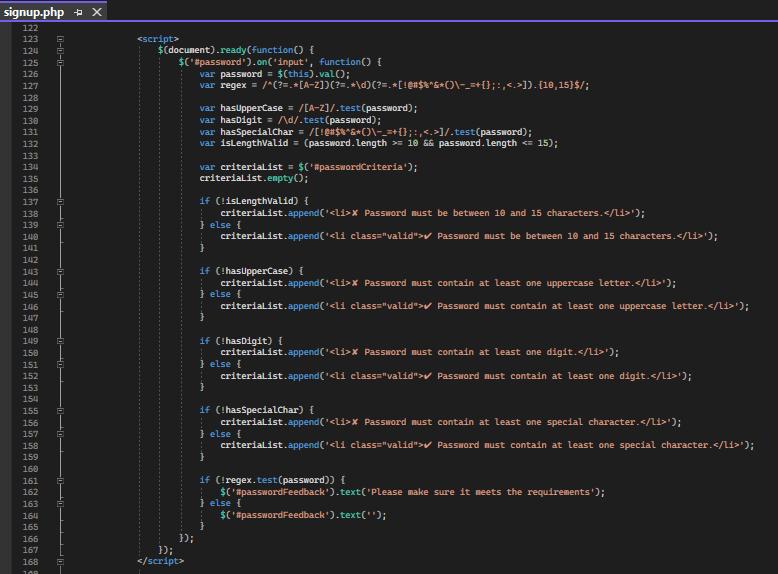 signup.php
122
123 <script>
124 $(document).ready(function() {
125 $('#password').on('input', function() {
126 var password = $(this).val();
127 var regex = /^(?=.*[A-Z])(?=.*\d)(?=.*[!@#$%^&*()\-_=+{};:,<.>]).{10,15}$/;
128
129 var hasUpperCase = /[A-Z]/.test(password);
130 var hasDigit = /\d/.test(password);
131 var hasSpecialChar = /[!@#$%^&*()\-_=+{};:,<.>]/.test(password);
132 var isLengthValid = (password.length >= 10 && password.length <= 15);
133
134 var criteriaList = $('#passwordCriteria');
135 criteriaList.empty();
136
137 if (!isLengthValid) {
138 criteriaList.append('<li>✘ Password must be between 10 and 15 characters.</li>');
139 } else {
140 criteriaList.append('<li class="valid">✔ Password must be between 10 and 15 characters.</li>');
141 }
142
143 if (!hasUpperCase) {
144 criteriaList.append('<li>✘ Password must contain at least one uppercase letter.</li>');
145 } else {
146 criteriaList.append('<li class="valid">✔ Password must contain at least one uppercase letter.</li>');
147 }
148
149 if (!hasDigit) {
150 criteriaList.append('<li>✘ Password must contain at least one digit.</li>');
151 } else {
152 criteriaList.append('<li class="valid">✔ Password must contain at least one digit.</li>');
153 }
154
155 if (!hasSpecialChar) {
156 criteriaList.append('<li>✘ Password must contain at least one special character.</li>');
157 } else {
158 criteriaList.append('<li class="valid">✔ Password must contain at least one special character.</li>');
159 }
160
161 if (!regex.test(password)) {
162 $('#passwordFeedback').text('Please make sure it meets the requirements');
163 } else {
164 $('#passwordFeedback').text('');
165 }
166 });
167 });
168 </script>